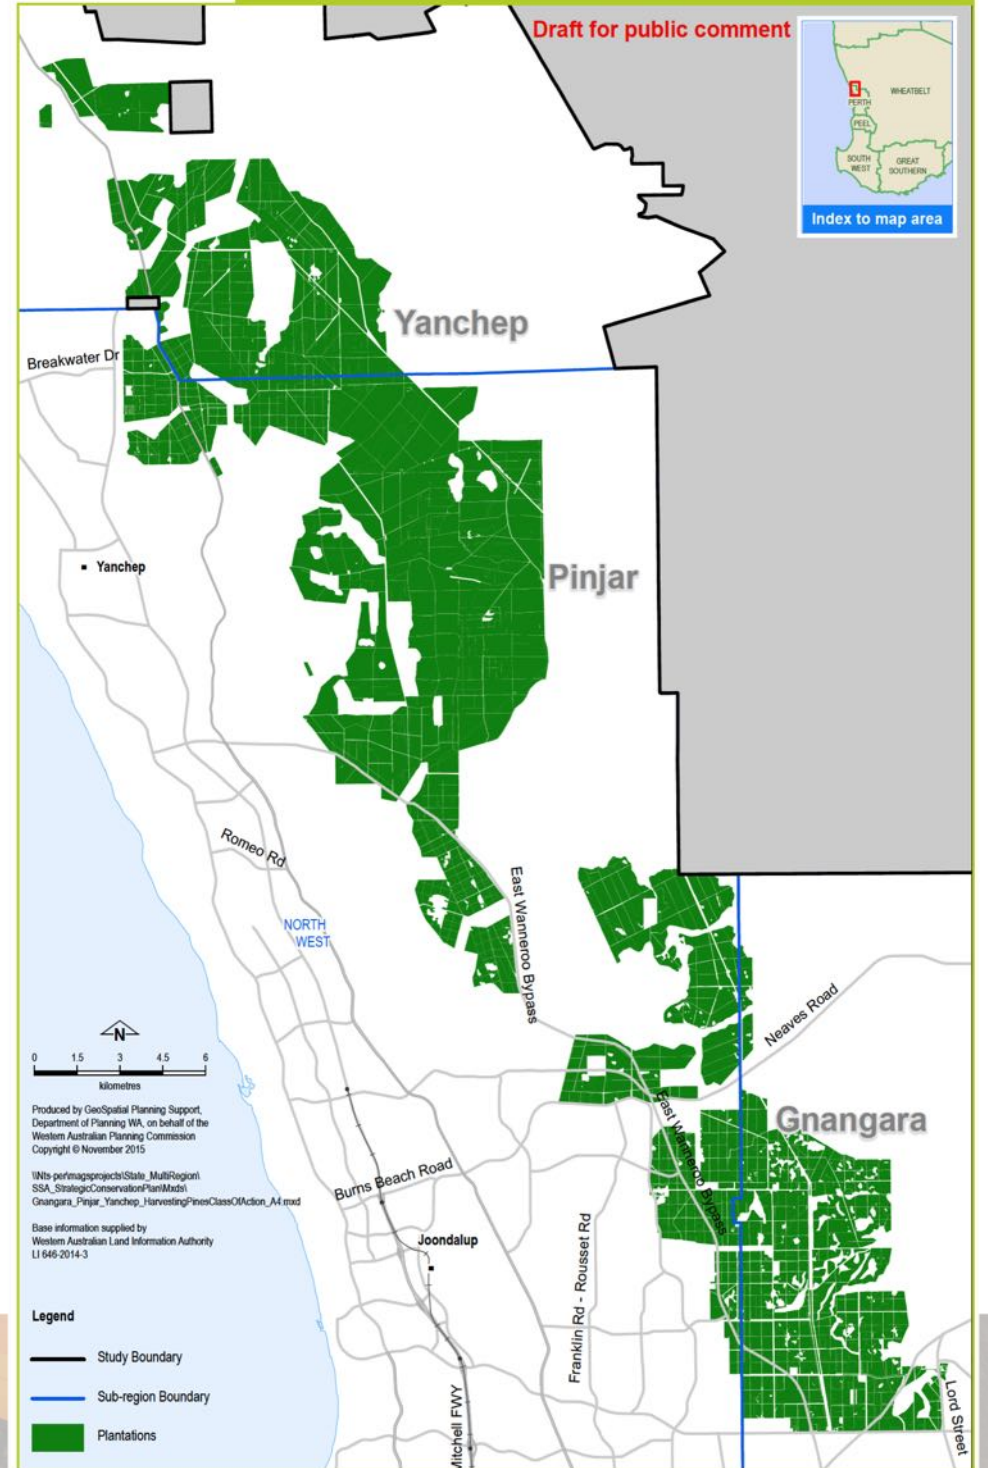 Draft for public comment
WHEATBELT
PERTH
PEEL
SOUTH
WEST
GREAT
SOUTHERN
Index to map area
Yanchep
Breakwater Dr
Yanchep
Pinjar
Romeo Rd
NORTH
WEST
East Wanneroo Bypass
Neaves Road
N
0 1.5 3 4.5 6
kilometres
Gnangara
East Wanneroo Bypass
Produced by GeoSpatial Planning Support,
Department of Planning WA, on behalf of the
Western Australian Planning Commission
Copyright © November 2015
\\Nts-per\magsprojects\State_MultiRegion\
SSA_StrategicConservationPlan\Mxds\
Gnangara_Pinjar_Yanchep_HarvestingPinesClassOfAction_A4.mxd
Base information supplied by
Western Australian Land Information Authority
LI 646-2014-3
Burns Beach Road
Joondalup
Franklin Rd - Rousset Rd
Mitchell FWY
Lord Street
Legend
Study Boundary
Sub-region Boundary
Plantations